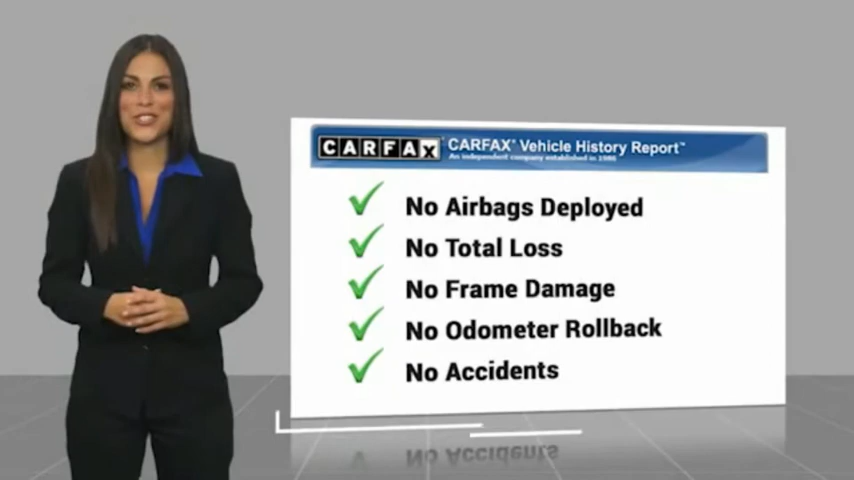 CARFAX CARFAX® Vehicle History Report™
An independent company established in 1986
No Airbags Deployed
No Total Loss
No Frame Damage
No Odometer Rollback
No Accidents
No Accidents